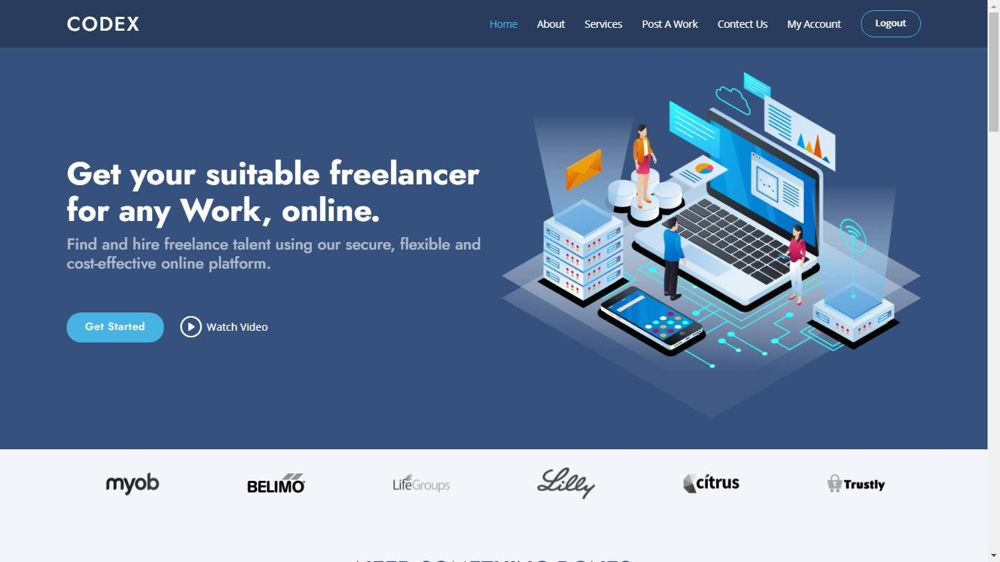 CODEX
Home
About
Services
Post A Work
Contect Us
My Account
Logout
Get your suitable freelancer
for any Work, online.
Find and hire freelance talent using our secure, flexible and
cost-effective online platform.
Get Started
Watch Video
myob
BELIMO
LifeGroups
Lilly
citrus
Trustly